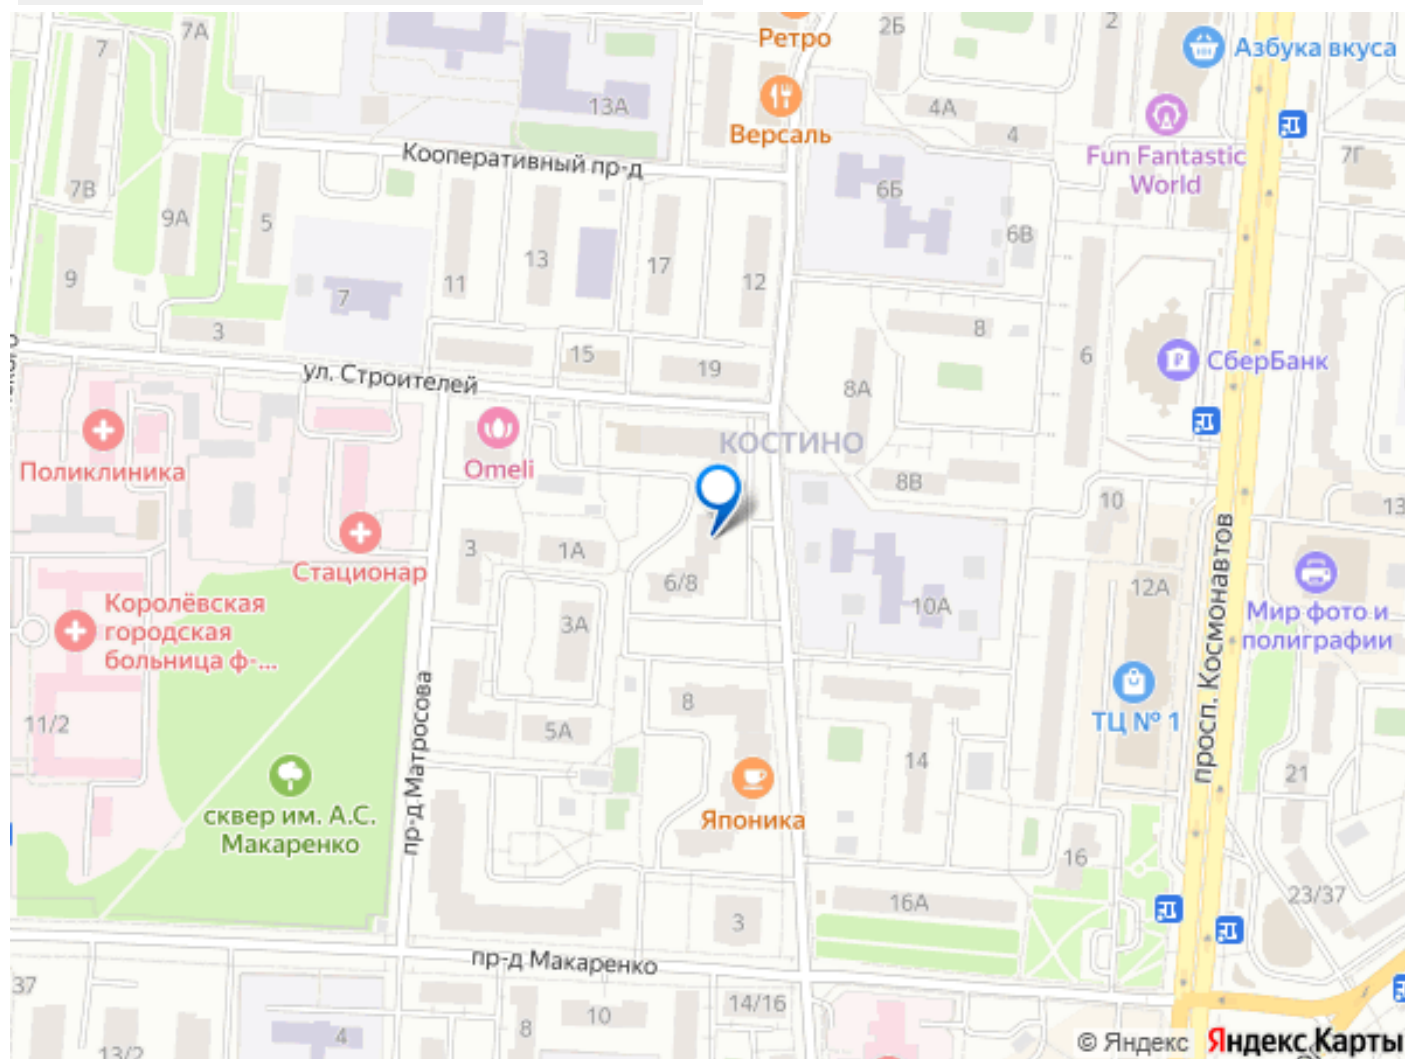 7
7А
Ретро
2Б
2
Азбука вкуса
13А
Версаль
4А
4
Fun Fantastic
World
7Г
Кооперативный пр-д
7В
9А
5
6Б
6В
9
11
13
17
12
7
3
15
19
8
6
8А
СберБанк
ул. Строителей
КОСТИНО
Поликлиника
Omeli
8В
10
13
3
1А
Стационар
6/8
10А
12А
просп. Космонавтов
Мир фото и
полиграфии
Королёвская
городская
больница ф-...
3А
11/2
пр-д Матросова
5А
8
14
ТЦ № 1
21
сквер им. А.С.
Макаренко
Японика
16
16А
23/37
3
пр-д Макаренко
37
13/2
4
8
10
14/16
© Яндекс Яндекс Карты